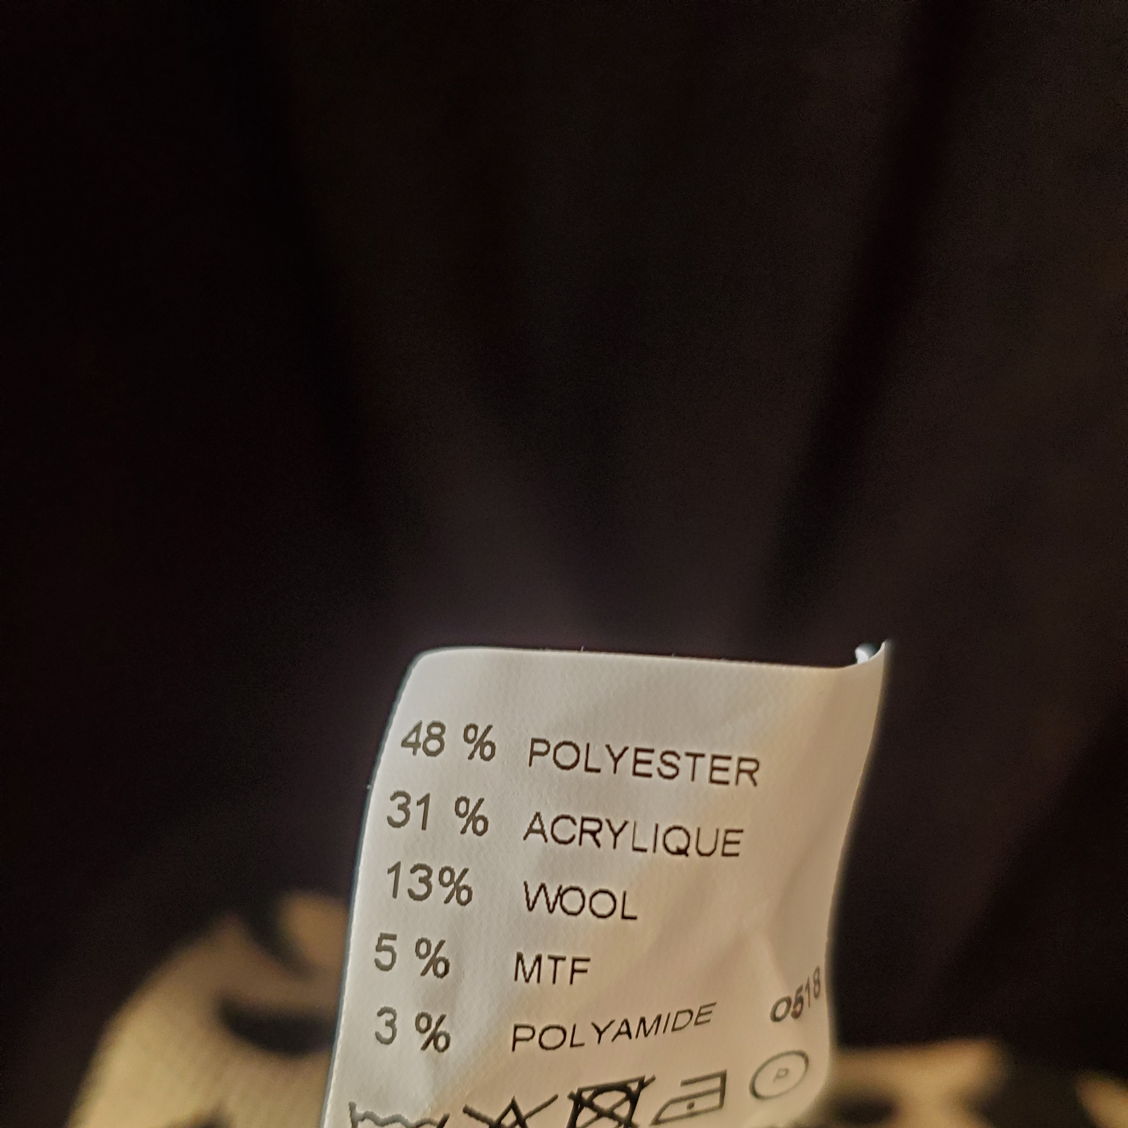 48 % POLYESTER
31 % ACRYLIQUE
13% WOOL
5 % MTF
3 % POLYAMIDE
0518
P